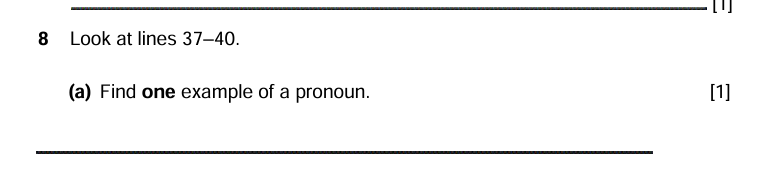 [1]
8 Look at lines 37–40.
(a) Find one example of a pronoun. [1]